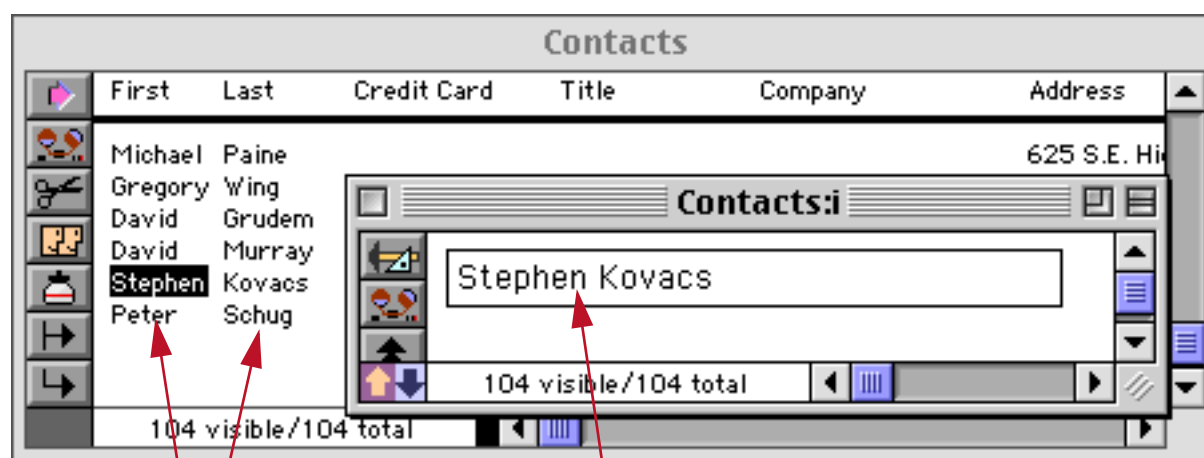 Contacts
First Last Credit Card Title Company Address
Michael Paine 625 S.E. Hi
Gregory Wing
David Grudem
David Murray
Stephen Kovacs
Peter Schug
104 visible/104 total
Contacts:i
Stephen Kovacs
104 visible/104 total